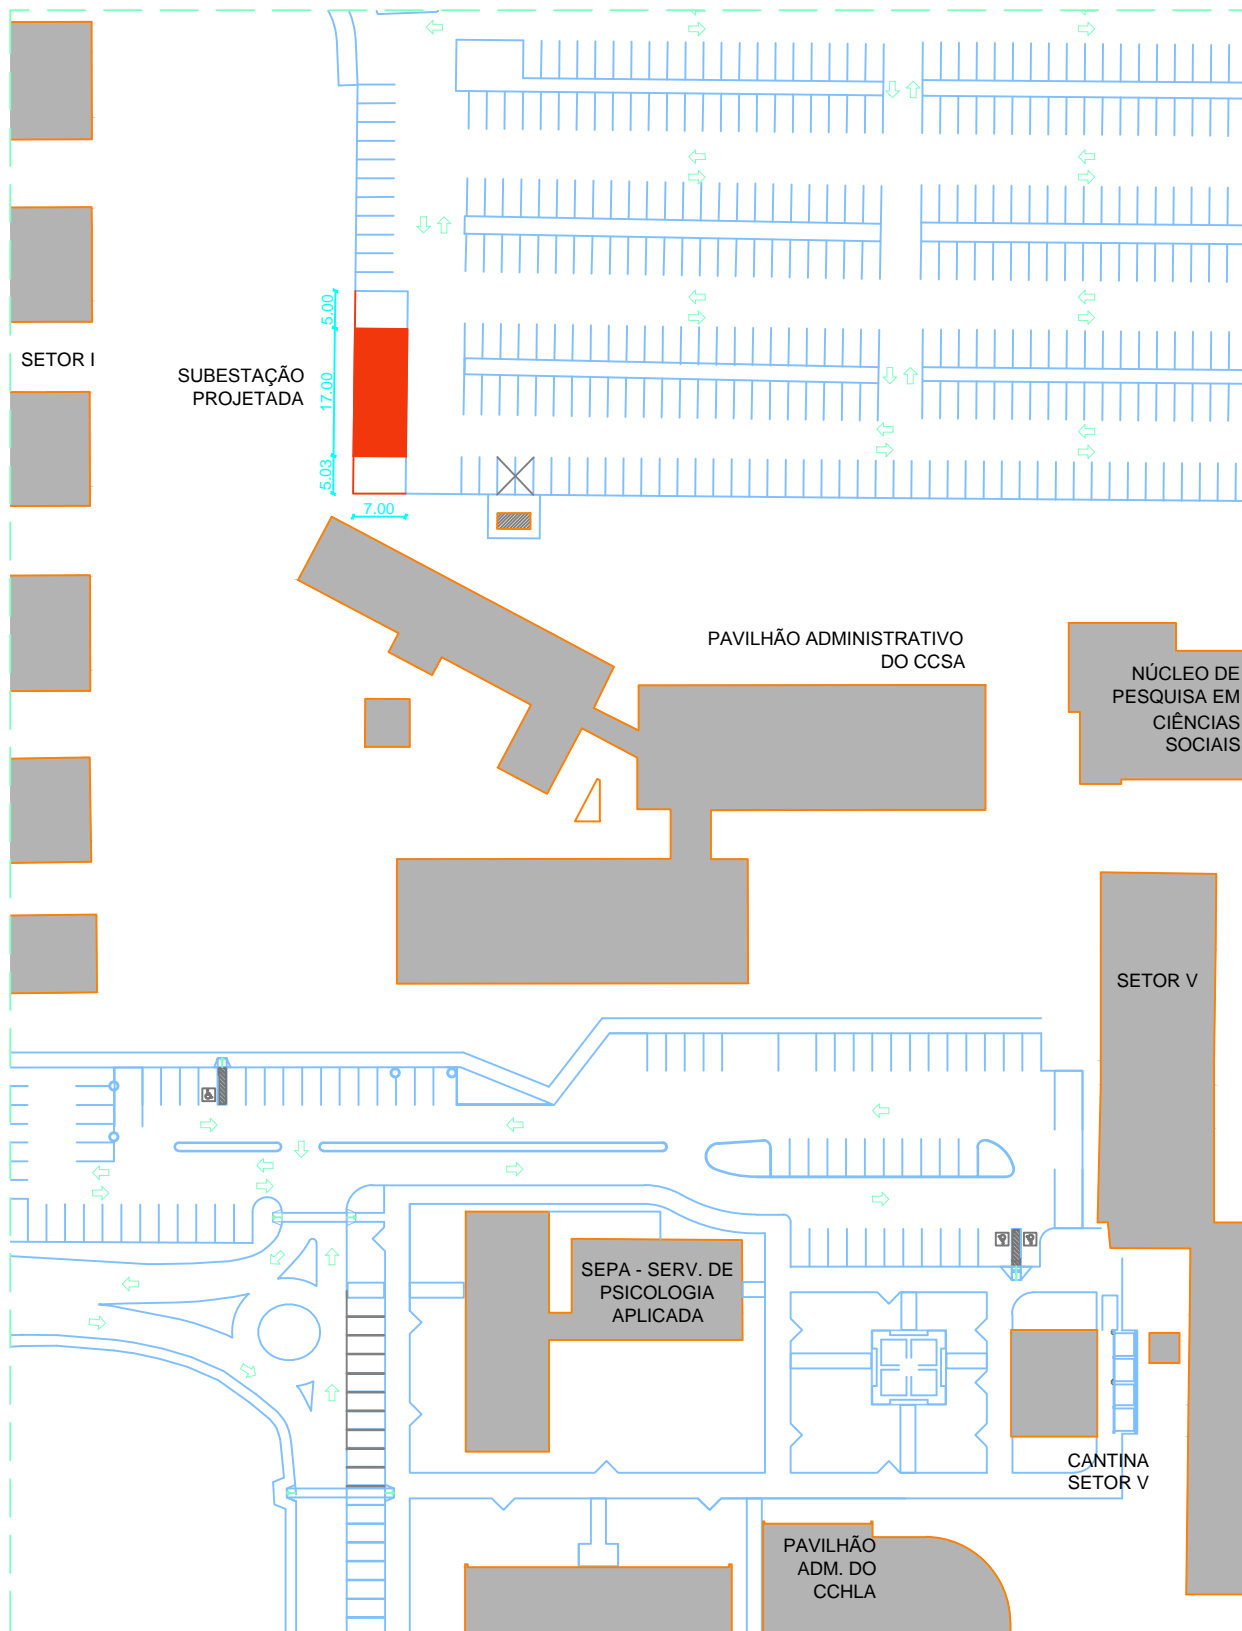 5.00
SETOR I
SUBESTAÇÃO
PROJETADA
17.00
5.03
7.00
PAVILHÃO ADMINISTRATIVO
DO CCSA
NÚCLEO DE
PESQUISA EM
CIÊNCIAS
SOCIAIS
SETOR V
SEPA - SERV. DE
PSICOLOGIA
APLICADA
CANTINA
SETOR V
PAVILHÃO
ADM. DO
CCHLA